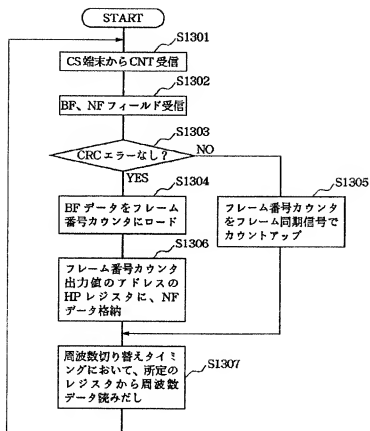 START
S1301
CS端末からCNT受信
S1302
BF、NFフィールド受信
S1303
CRCエラーなし？
NO
YES
S1304
BFデータをフレーム
番号カウンタにロード
S1305
フレーム番号カウンタ
をフレーム同期信号で
カウントアップ
S1306
フレーム番号カウンタ
出力値のアドレスの
HPレジスタに、NF
データ格納
周波数切り替えタイミ
ングにおいて、所定の
レジスタから周波数
データ読みだし
S1307